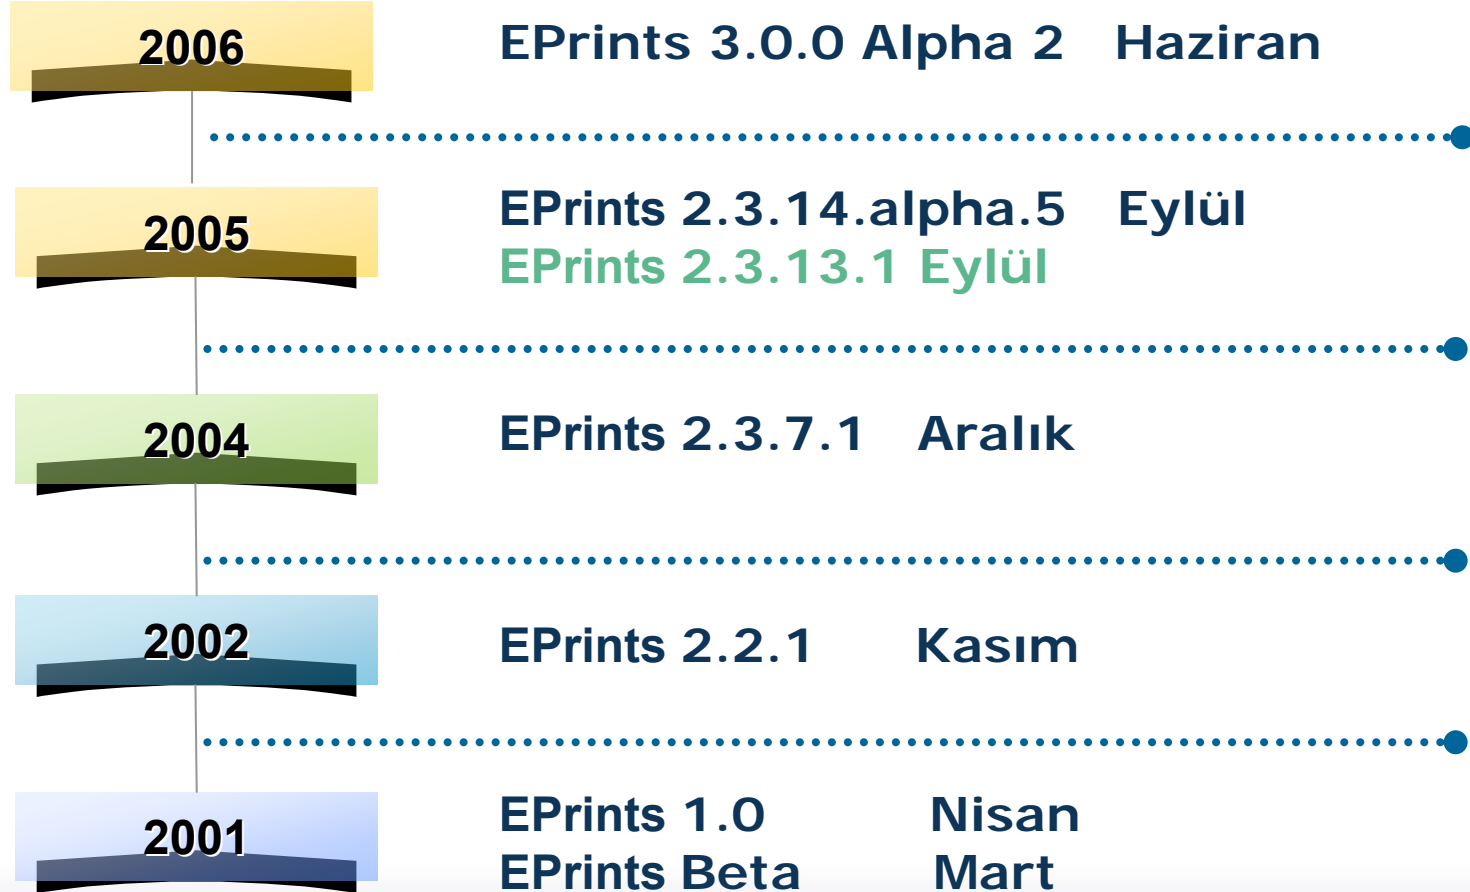 2006
EPrints 3.0.0 Alpha 2 Haziran
2005
EPrints 2.3.14.alpha.5 Eylül
EPrints 2.3.13.1 Eylül
2004
EPrints 2.3.7.1 Aralık
2002
EPrints 2.2.1 Kasım
2001
EPrints 1.0 Nisan
EPrints Beta Mart